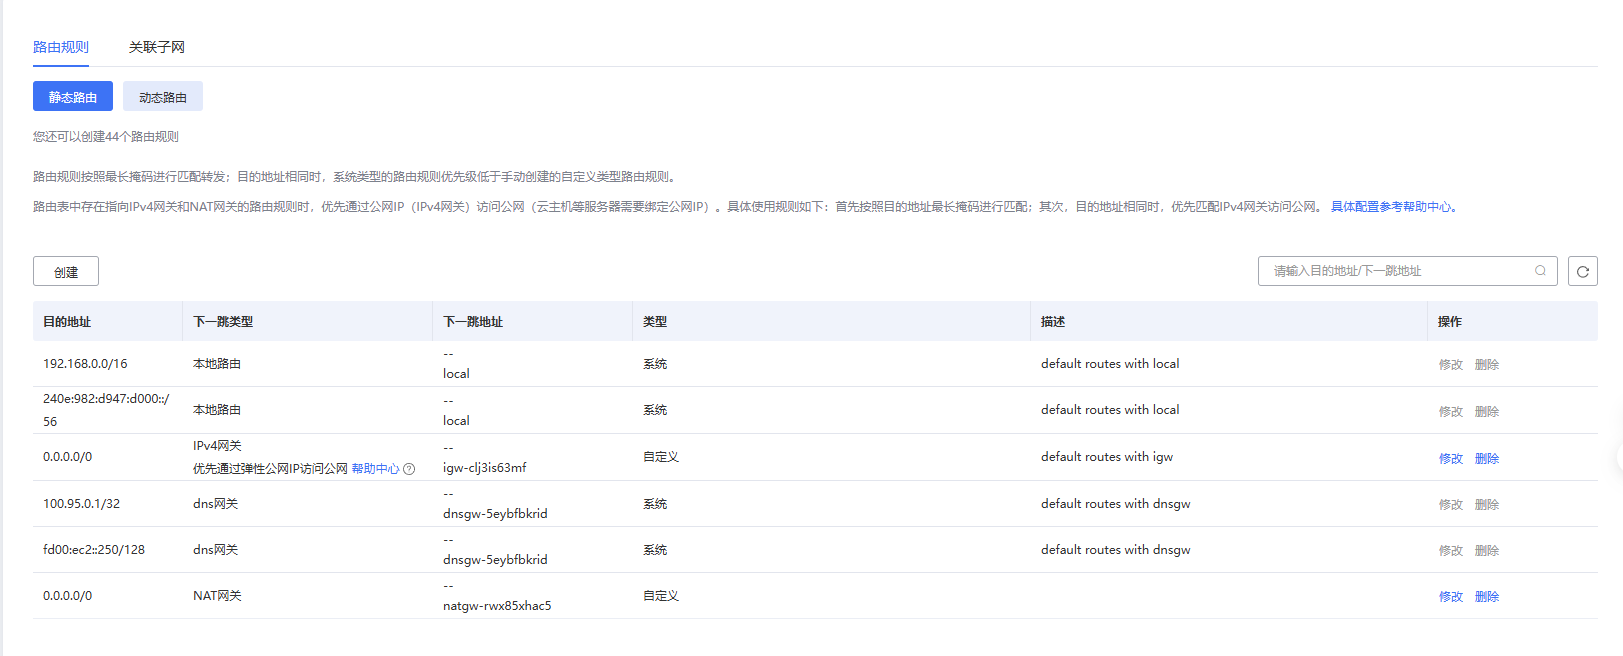 路由规则 关联子网
静态路由 动态路由
您还可以创建44个路由规则
路由规则按照最长掩码进行匹配转发；目的地址相同时，系统类型的路由规则优先级低于手动创建的自定义类型路由规则。
路由表中存在指向IPv4网关和NAT网关的路由规则时，优先通过公网IP（IPv4网关）访问公网（云主机等服务器需要绑定公网IP）。具体使用规则如下：首先按照目的地址最长掩码进行匹配；其次，目的地址相同时，优先匹配IPv4网关访问公网。 具体配置参考帮助中心。
创建 请输入目的地址/下一跳地址
目的地址 下一跳类型 下一跳地址 类型 描述 操作
192.168.0.0/16 本地路由 -- 系统 default routes with local 修改 删除
local
240e:982:d947:d000::/ 本地路由 -- 系统 default routes with local 修改 删除
56 local
0.0.0.0/0 IPv4网关 -- 自定义 default routes with igw 修改 删除
优先通过弹性公网IP访问公网 帮助中心 ? igw-clj3is63mf
100.95.0.1/32 dns网关 -- 系统 default routes with dnsgw 修改 删除
dnsgw-5eybfbkrid
fd00:ec2::250/128 dns网关 -- 系统 default routes with dnsgw 修改 删除
dnsgw-5eybfbkrid
0.0.0.0/0 NAT网关 -- 自定义 修改 删除
natgw-rwx85xhac5